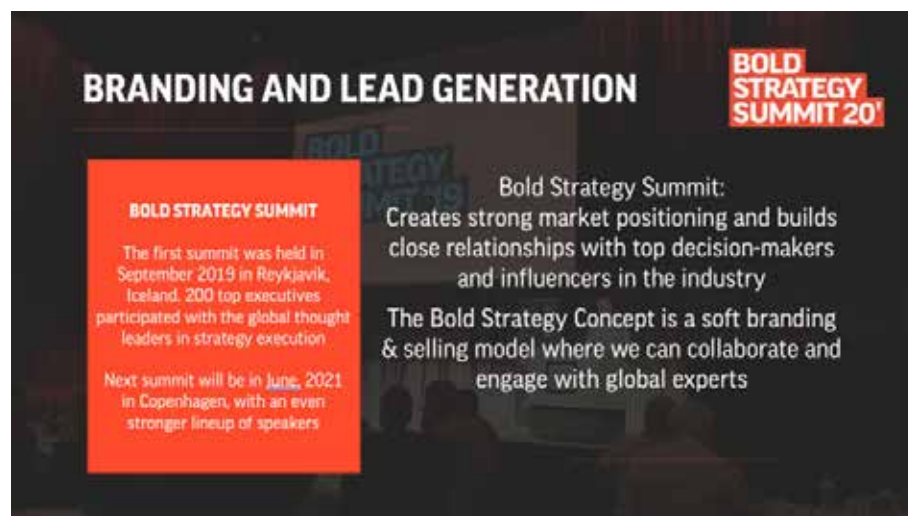 BRANDING AND LEAD GENERATION
BOLD
STRATEGY
SUMMIT 20'
BOLD STRATEGY SUMMIT
The first summit was held in
September 2019 in Reykjavik,
Iceland. 200 top executives
participated with the global thought
leaders in strategy execution
Next summit will be in June, 2021
in Copenhagen, with an even
stronger lineup of speakers
Bold Strategy Summit:
Creates strong market positioning and builds
close relationships with top decision-makers
and influencers in the industry
The Bold Strategy Concept is a soft branding
& selling model where we can collaborate and
engage with global experts
BOLD